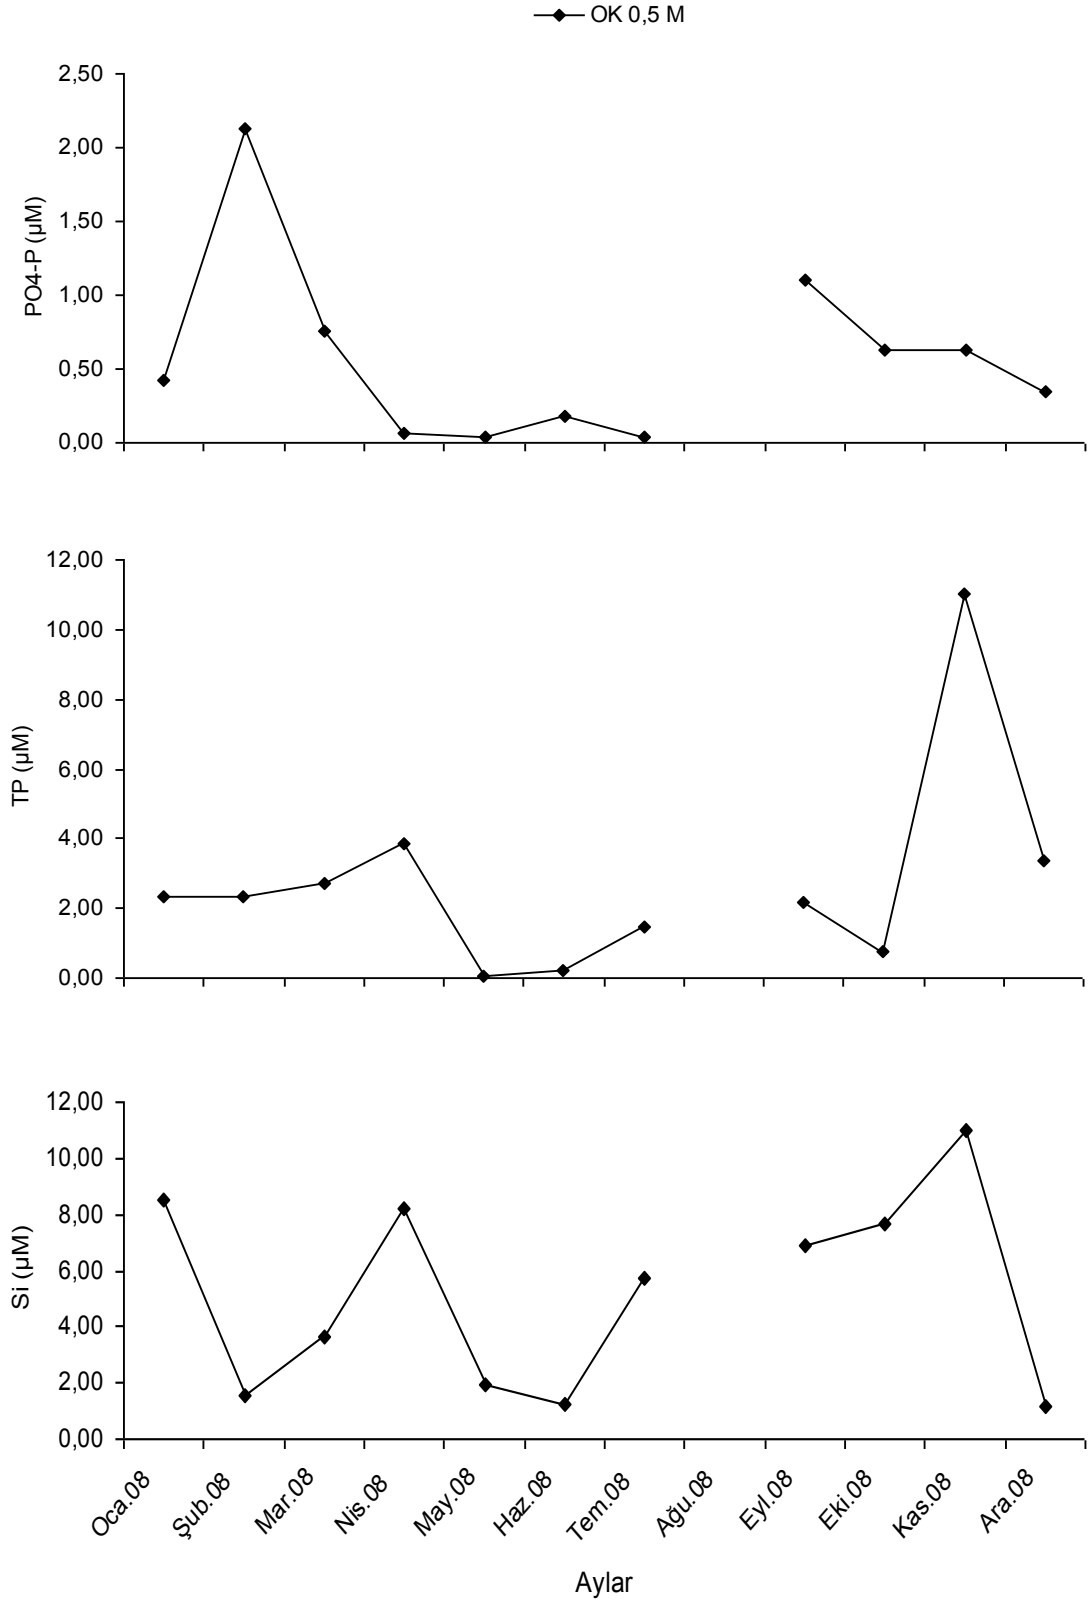 OK 0,5 M
2,50
2,00
1,50
1,00
0,50
0,00
PO4-P (µM)
12,00
10,00
8,00
6,00
4,00
2,00
0,00
TP (µM)
12,00
10,00
8,00
6,00
4,00
2,00
0,00
Si (µM)
Oca.08
Şub.08
Mar.08
Nis.08
May.08
Haz.08
Tem.08
Ağu.08
Eyl.08
Eki.08
Kas.08
Ara.08
Aylar